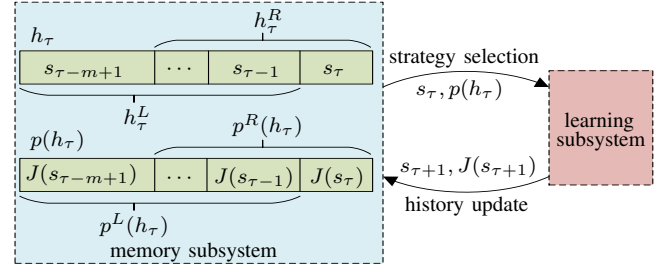 h_τ^R
h_τ
s_{τ−m+1} ··· s_{τ−1} s_τ
h_τ^L
strategy selection
s_τ, p(h_τ)
learning
subsystem
p(h_τ) p^R(h_τ)
J(s_{τ−m+1}) ··· J(s_{τ−1}) J(s_τ)
p^L(h_τ)
s_{τ+1}, J(s_{τ+1})
history update
memory subsystem